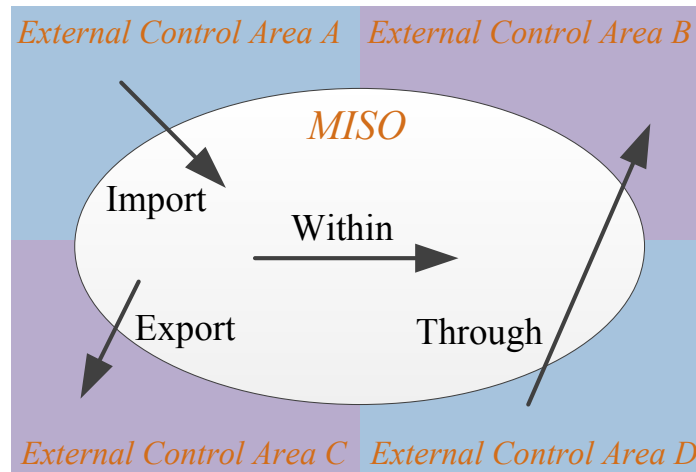 External Control Area A
External Control Area B
MISO
Import
Within
Export
Through
External Control Area C
External Control Area D